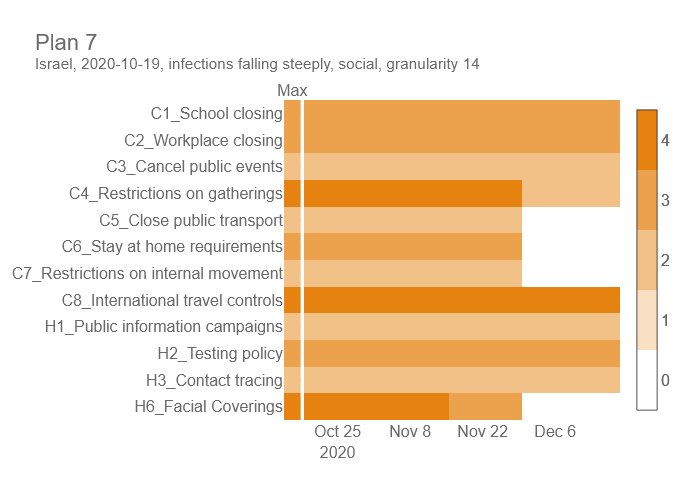 Plan 7
Israel, 2020-10-19, infections falling steeply, social, granularity 14
Max
C1_School closing
C2_Workplace closing
C3_Cancel public events
C4_Restrictions on gatherings
C5_Close public transport
C6_Stay at home requirements
C7_Restrictions on internal movement
C8_International travel controls
H1_Public information campaigns
H2_Testing policy
H3_Contact tracing
H6_Facial Coverings
Oct 25 Nov 8 Nov 22 Dec 6
2020
4
3
2
1
0